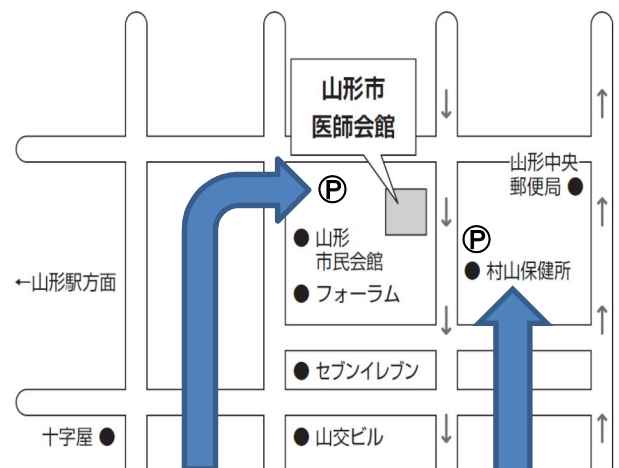 山形市
医師会館
山形中央
郵便局
Ⓟ
山形
市民会館
Ⓟ
村山保健所
←山形駅方面
フォーラム
セブンイレブン
十字屋
山交ビル